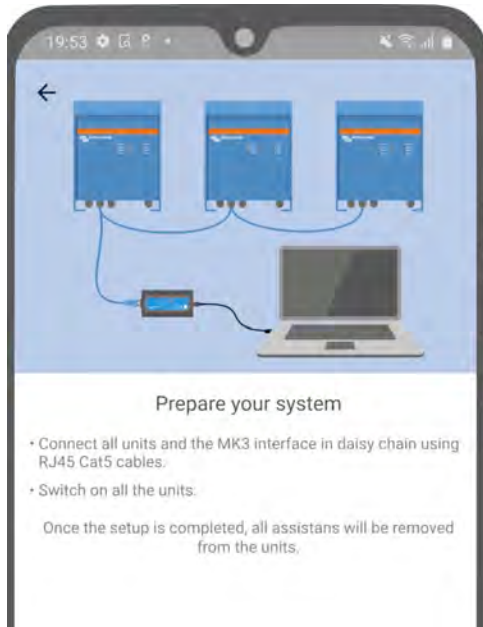 19:53
Prepare your system
• Connect all units and the MK3 interface in daisy chain using
RJ45 Cat5 cables.
• Switch on all the units.
Once the setup is completed, all assistans will be removed
from the units.